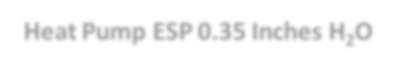 Heat Pump ESP 0.35 Inches H₂O